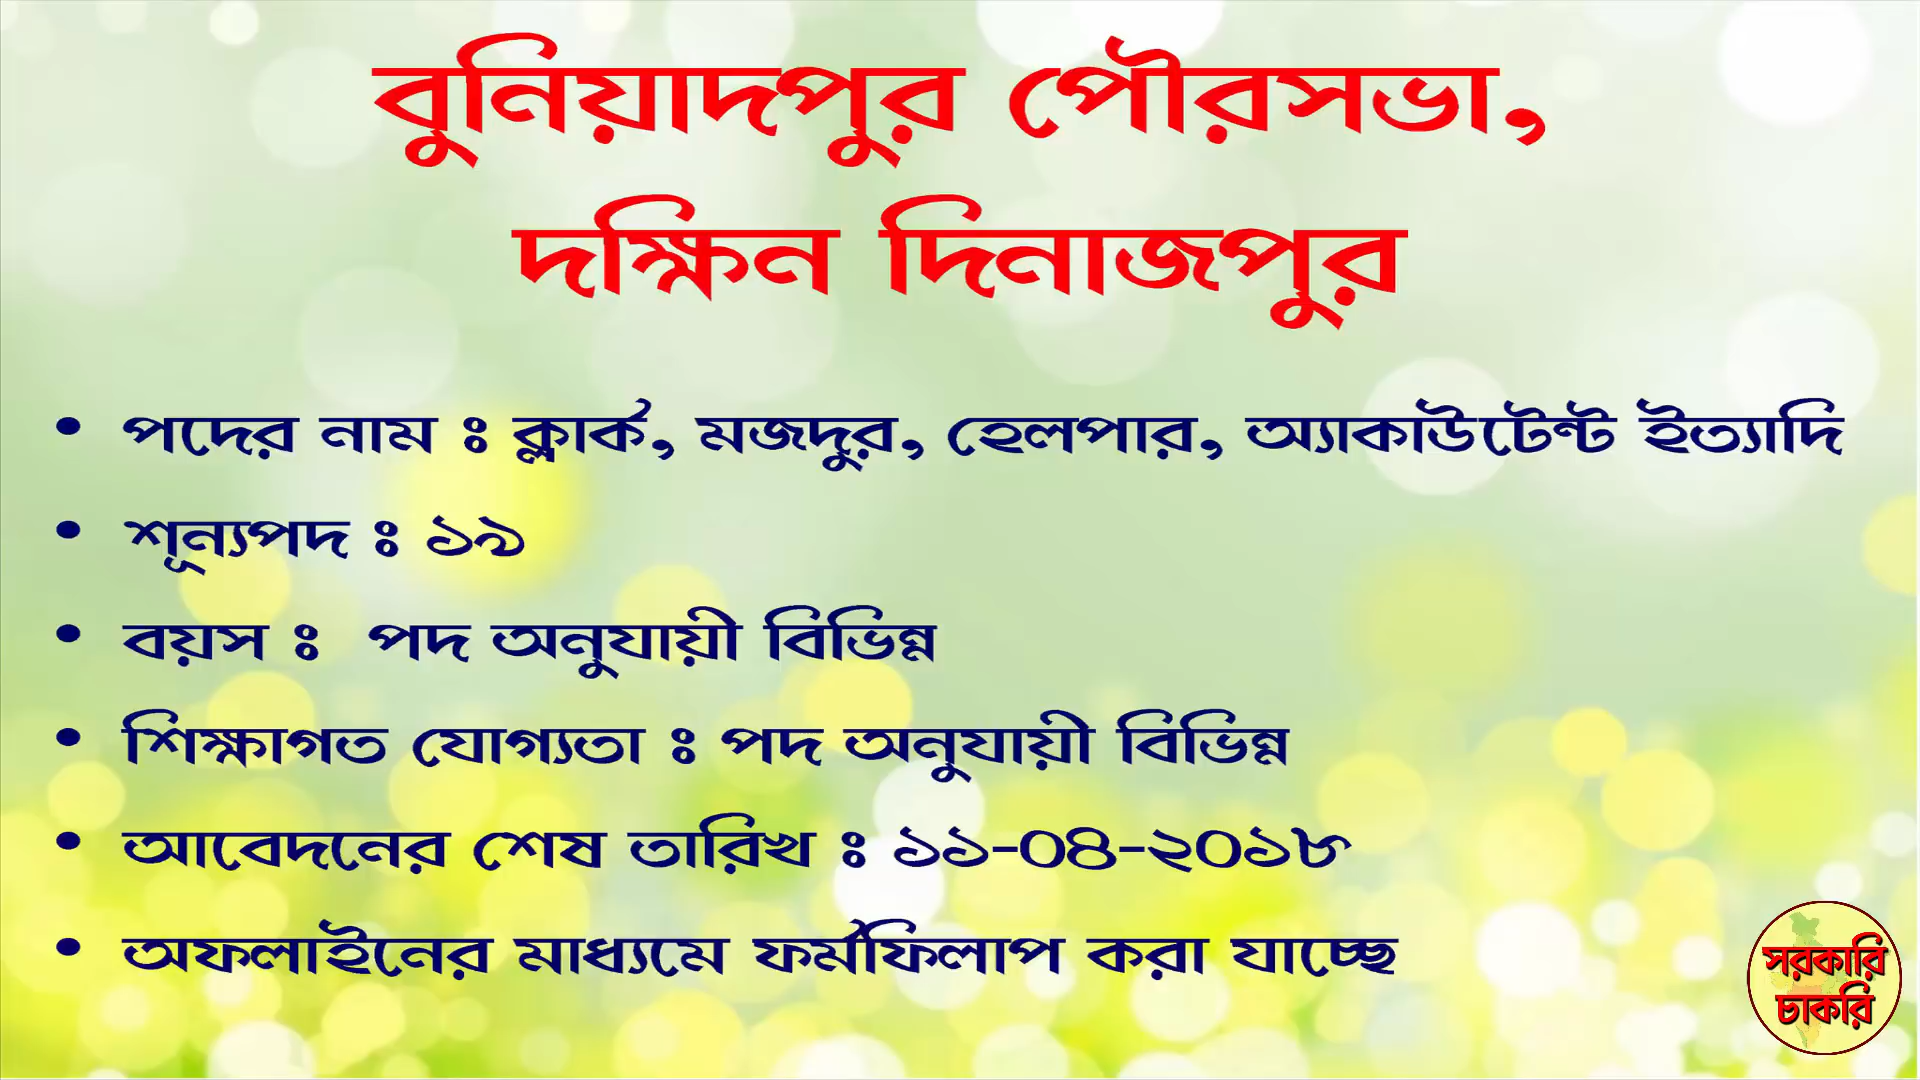 বুনিয়াদপুর পৌরসভা,
দক্ষিন দিনাজপুর
• পদের নাম ঃ ক্লার্ক, মজদুর, হেলপার, অ্যাকাউটেন্ট ইত্যাদি
• শূন্যপদ ঃ ১৯
• বয়স ঃ পদ অনুযায়ী বিভিন্ন
• শিক্ষাগত যোগ্যতা ঃ পদ অনুযায়ী বিভিন্ন
• আবেদনের শেষ তারিখ ঃ ১১-০৪-২০১৮
• অফলাইনের মাধ্যমে ফর্মফিলাপ করা যাচ্ছে
সরকারি
চাকরি